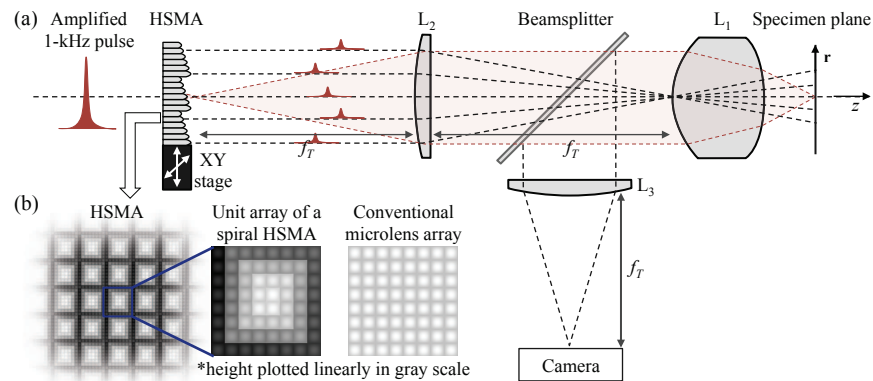 (a)
Amplified
1-kHz pulse
HSMA
L2
Beamsplitter
L1
Specimen plane
r
z
fT
fT
XY
stage
L3
(b)
HSMA
Unit array of a
spiral HSMA
Conventional
microlens array
fT
*height plotted linearly in gray scale
Camera